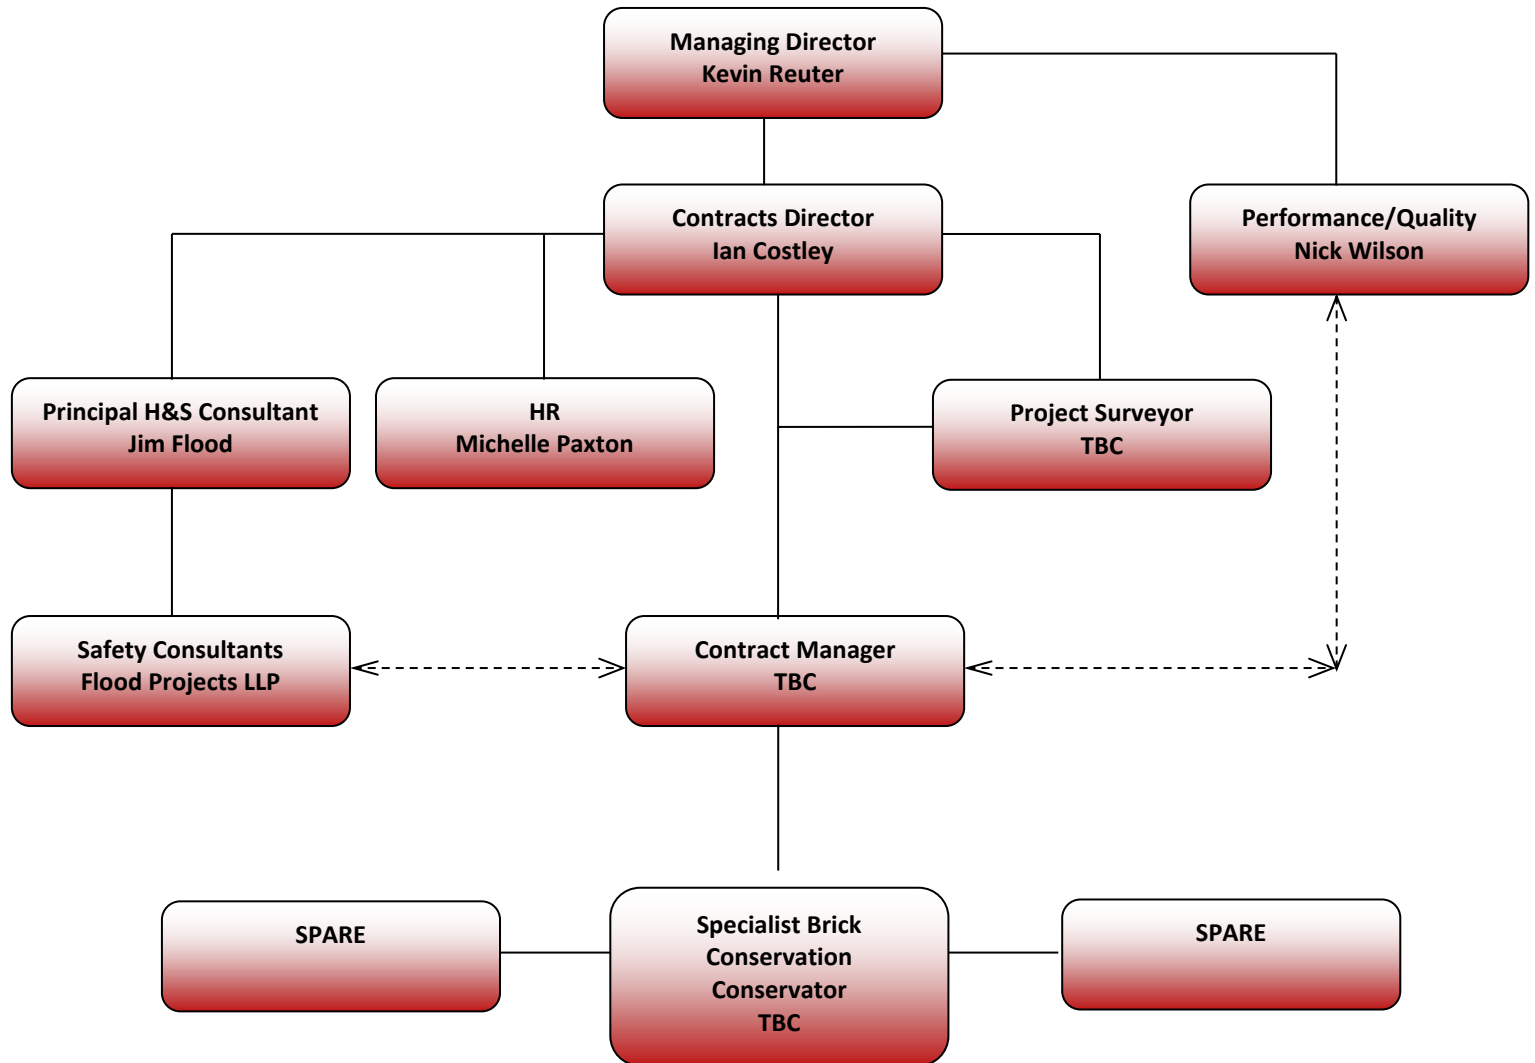 Managing Director
Kevin Reuter
Contracts Director
Ian Costley
Performance/Quality
Nick Wilson
Principal H&S Consultant
Jim Flood
HR
Michelle Paxton
Project Surveyor
TBC
Safety Consultants
Flood Projects LLP
Contract Manager
TBC
SPARE
Specialist Brick
Conservation
Conservator
TBC
SPARE